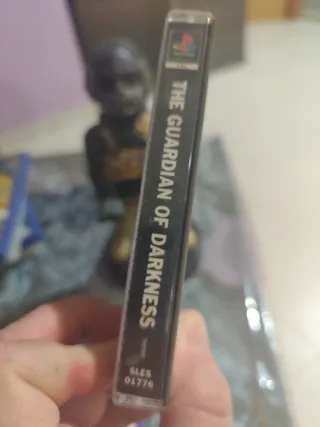 THE GUARDIAN OF DARKNESS
SLES
01776